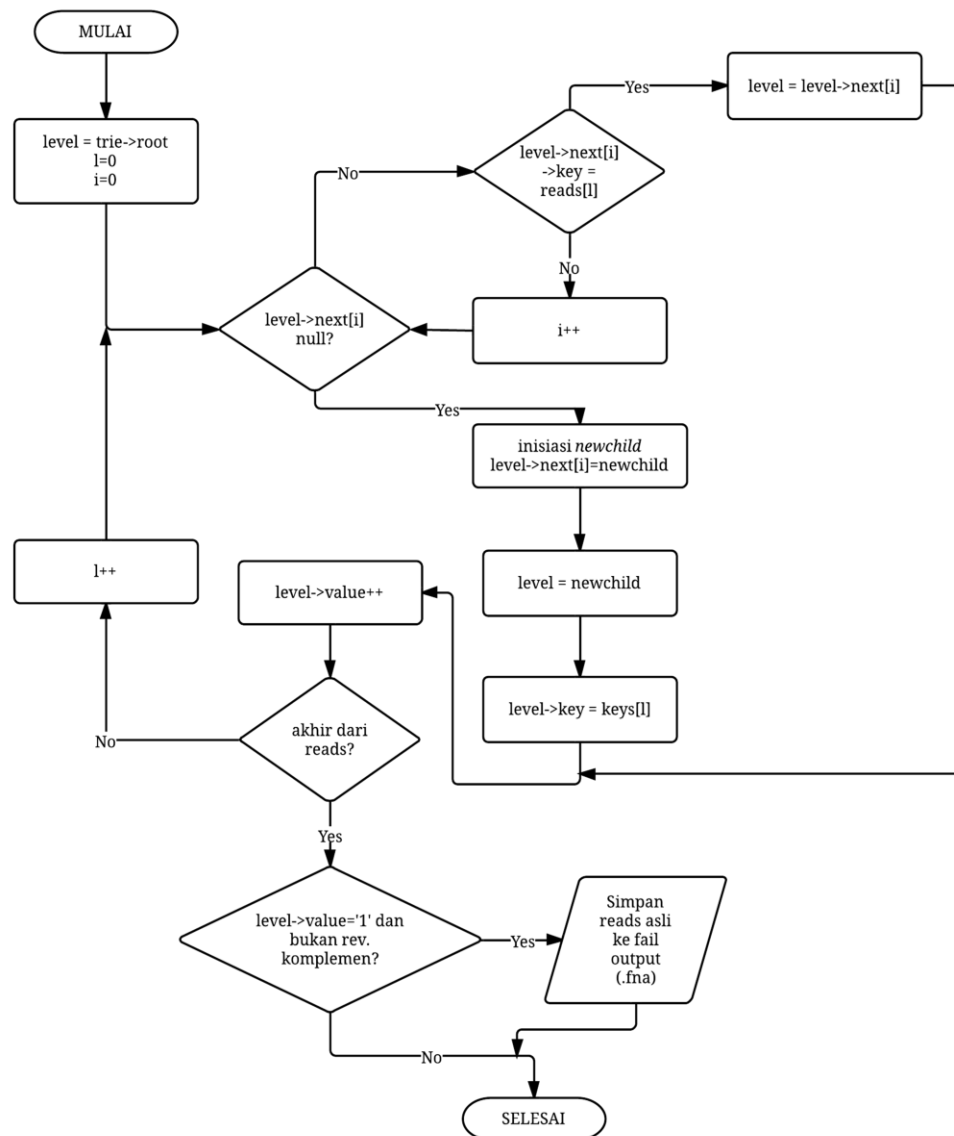 MULAI
level = trie->root
l=0
i=0
level->next[i]
null?
No
level->next[i]
->key =
reads[l]
Yes
level = level->next[i]
No
i++
Yes
inisiasi newchild
level->next[i]=newchild
level = newchild
level->key = keys[l]
level->value++
akhir dari
reads?
No
l++
Yes
level->value='1' dan
bukan rev.
komplemen?
Yes
Simpan
reads asli
ke fail
output
(.fna)
No
SELESAI